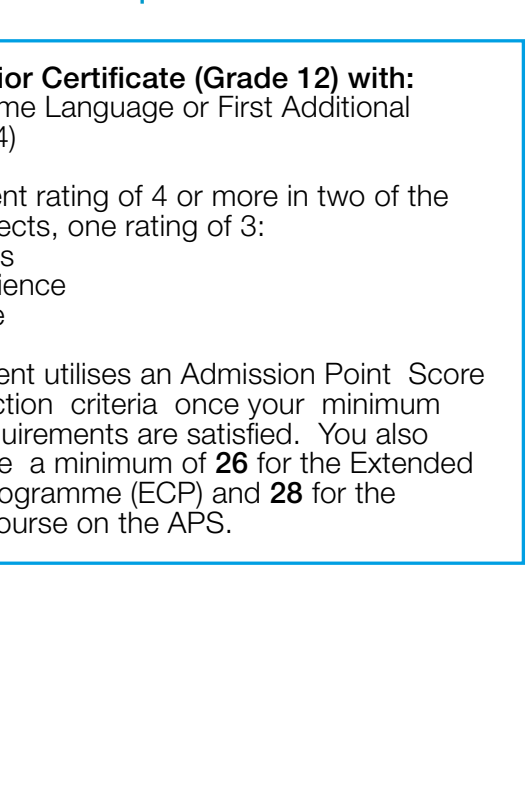 ior Certificate (Grade 12) with:
me Language or First Additional
4)
ent rating of 4 or more in two of the
ects, one rating of 3:
s
ience
e
ent utilises an Admission Point Score
ction criteria once your minimum
uirements are satisfied. You also
e a minimum of 26 for the Extended
ogramme (ECP) and 28 for the
ourse on the APS.